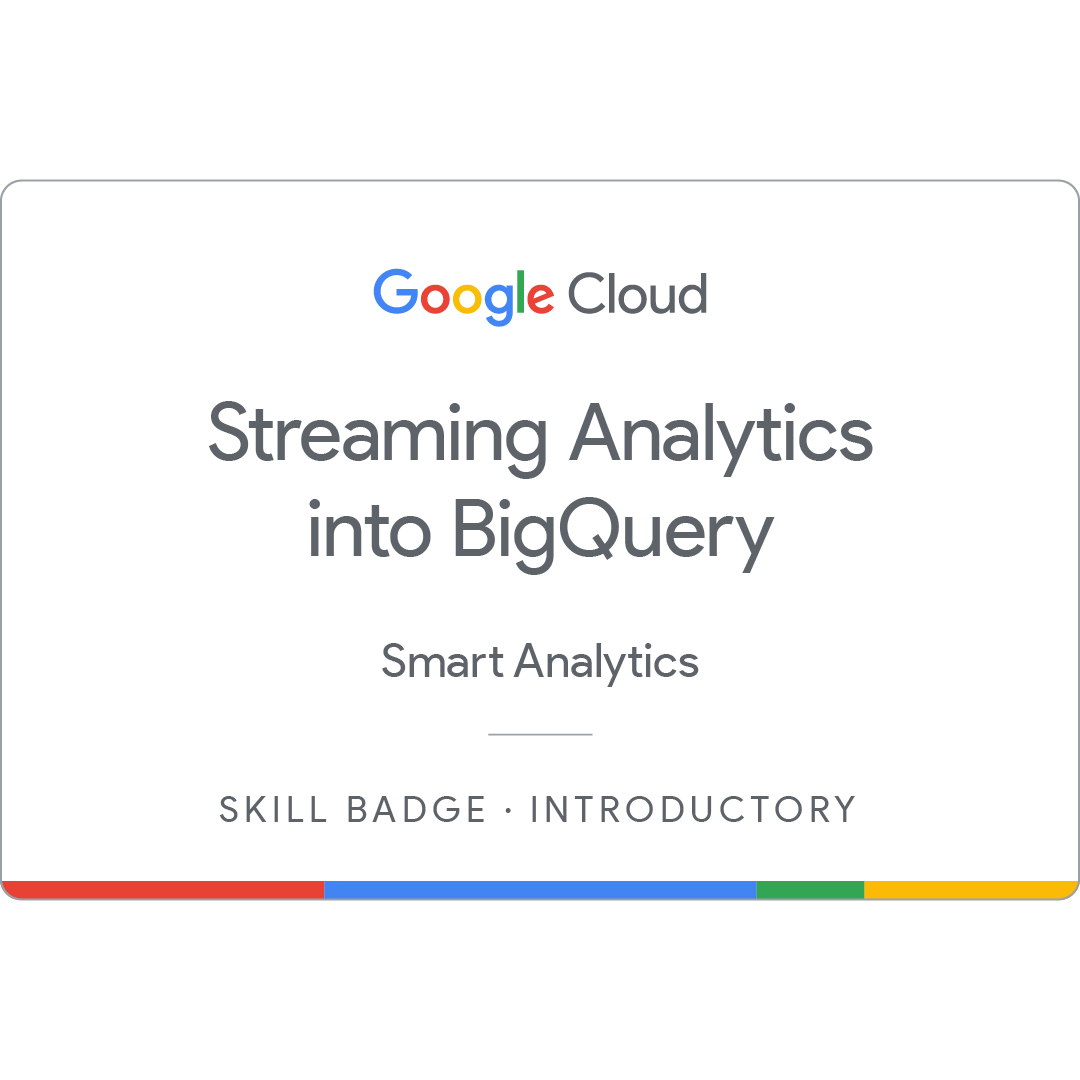 Google Cloud
Streaming Analytics
into BigQuery
Smart Analytics
SKILL BADGE · INTRODUCTORY